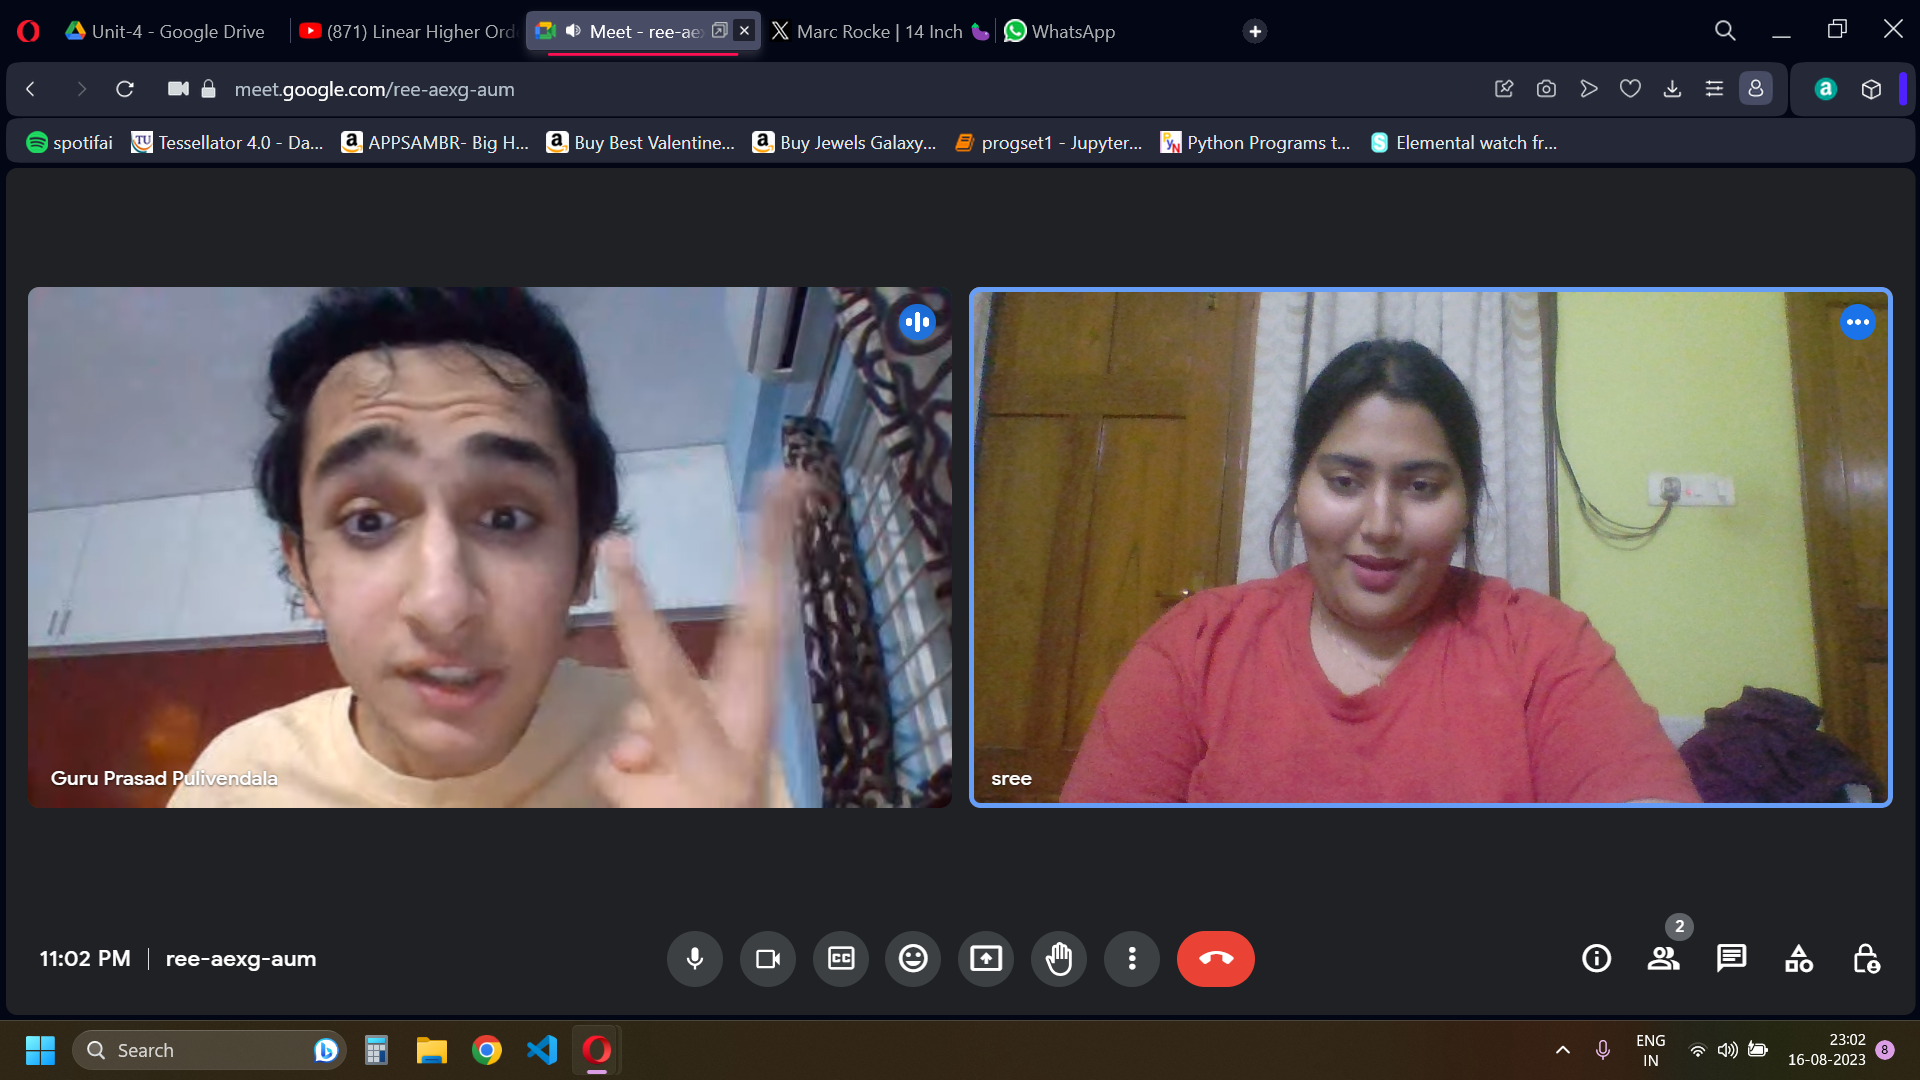 Unit-4 - Google Drive
(871) Linear Higher Ord
Meet - ree-ae
Marc Rocke | 14 Inch 🍆
WhatsApp
meet.google.com/ree-aexg-aum
spotifai
Tessellator 4.0 - Da...
APPSAMBR- Big H...
Buy Best Valentine...
Buy Jewels Galaxy...
progset1 - Jupyter...
Python Programs t...
Elemental watch fr...
Guru Prasad Pulivendala
sree
11:02 PM
ree-aexg-aum
CC
2
Search
ENG
IN
23:02
16-08-2023
8